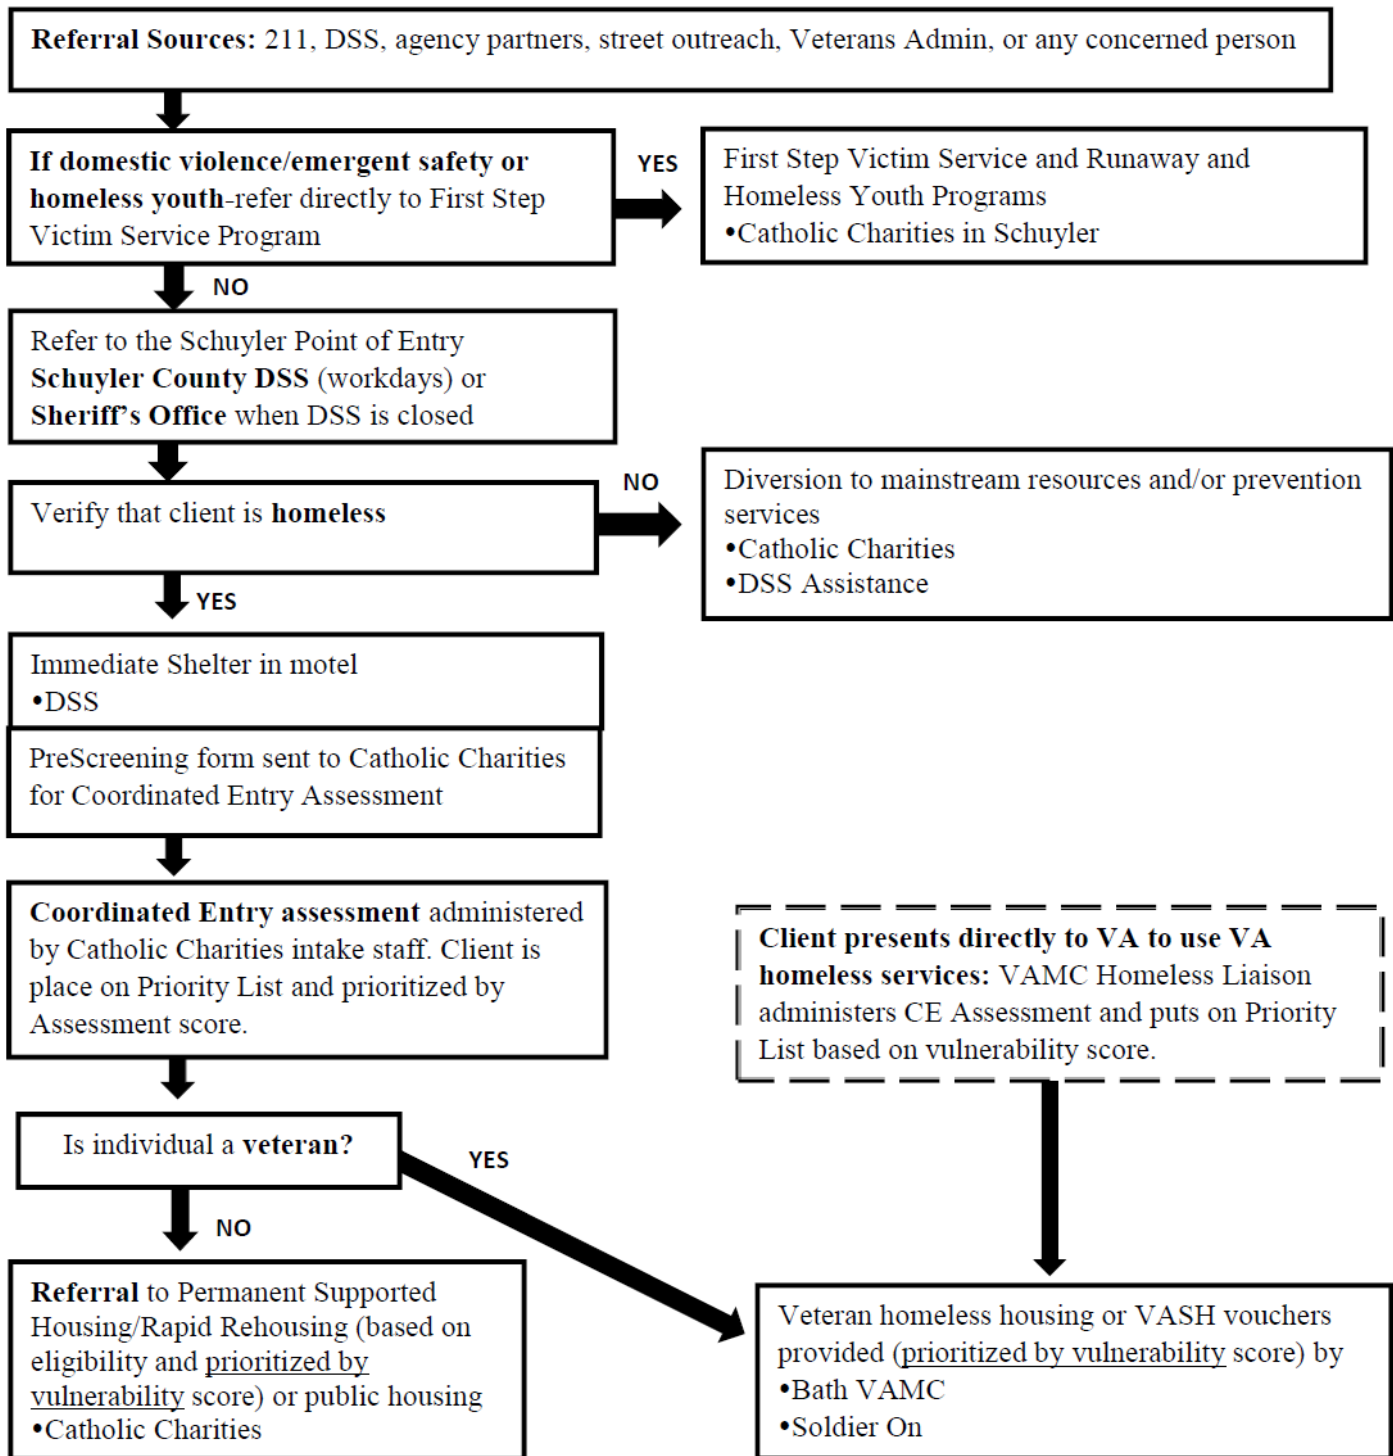 Referral Sources: 211, DSS, agency partners, street outreach, Veterans Admin, or any concerned person
If domestic violence/emergent safety or
homeless youth-refer directly to First Step
Victim Service Program
YES
First Step Victim Service and Runaway and
Homeless Youth Programs
•Catholic Charities in Schuyler
NO
Refer to the Schuyler Point of Entry
Schuyler County DSS (workdays) or
Sheriff’s Office when DSS is closed
Verify that client is homeless
NO
Diversion to mainstream resources and/or prevention
services
•Catholic Charities
•DSS Assistance
YES
Immediate Shelter in motel
•DSS
PreScreening form sent to Catholic Charities
for Coordinated Entry Assessment
Coordinated Entry assessment administered
by Catholic Charities intake staff. Client is
place on Priority List and prioritized by
Assessment score.
Client presents directly to VA to use VA
homeless services: VAMC Homeless Liaison
administers CE Assessment and puts on Priority
List based on vulnerability score.
Is individual a veteran?
YES
NO
Referral to Permanent Supported
Housing/Rapid Rehousing (based on
eligibility and prioritized by
vulnerability score) or public housing
•Catholic Charities
Veteran homeless housing or VASH vouchers
provided (prioritized by vulnerability score) by
•Bath VAMC
•Soldier On